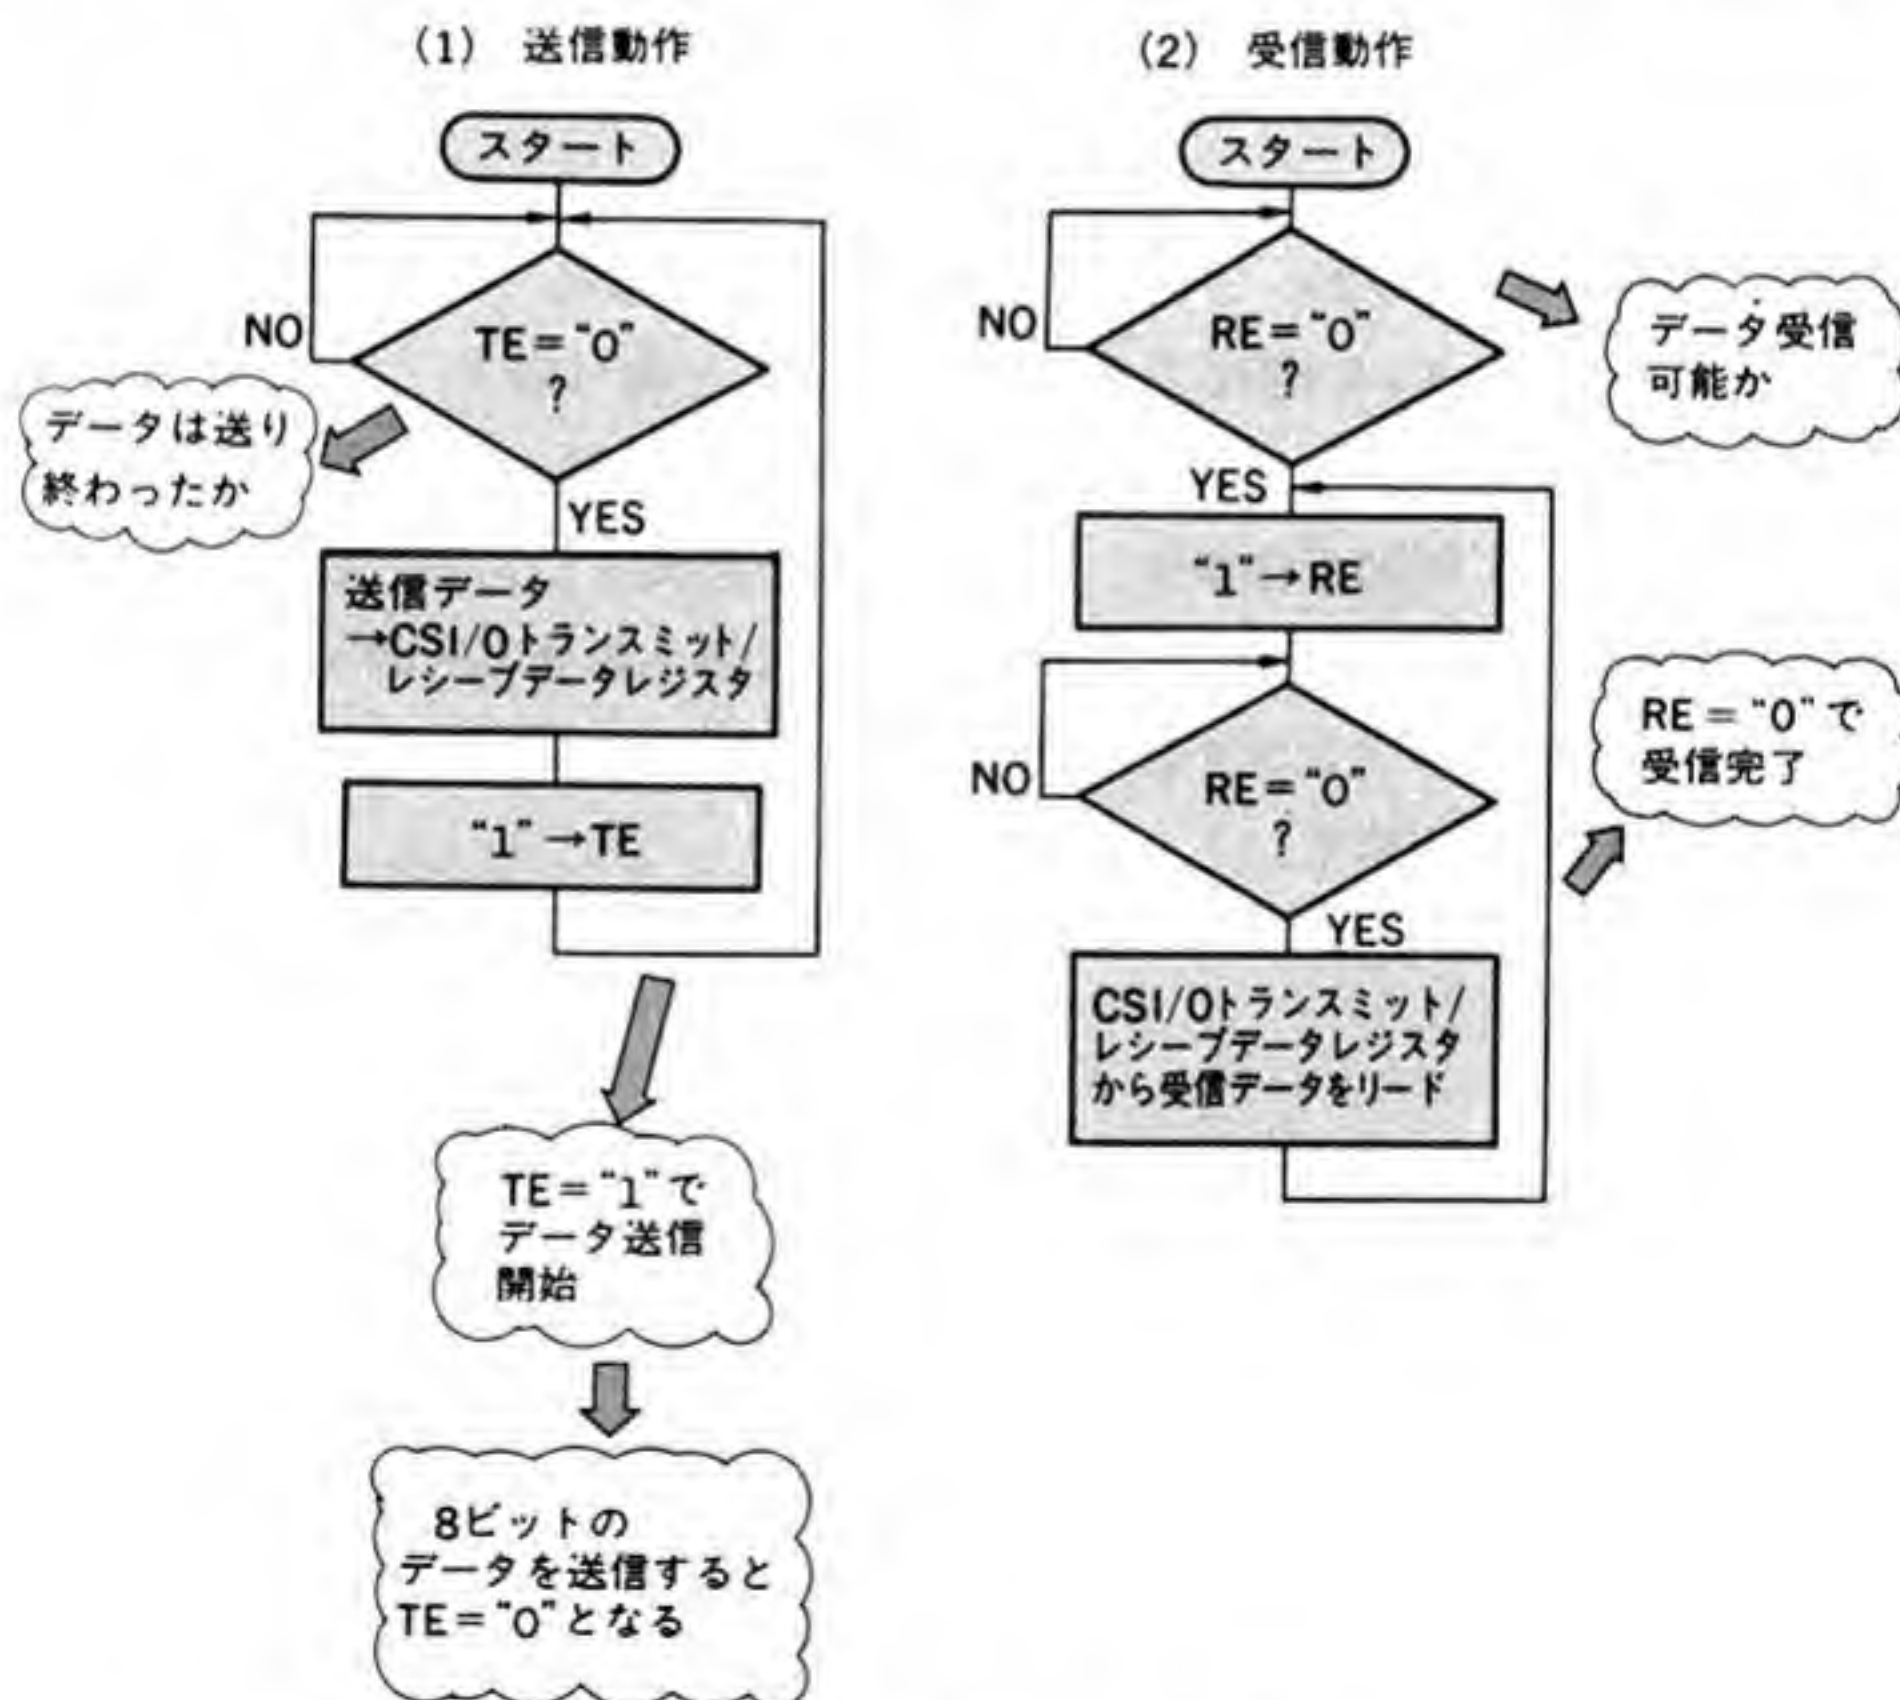 (1) 送信動作
スタート
NO
TE＝“0”
?
データは送り
終わったか
YES
送信データ
→CSI/Oトランスミット/
レシーブデータレジスタ
“1”→TE
TE＝“1”で
データ送信
開始
8ビットの
データを送信すると
TE＝“0”となる
(2) 受信動作
スタート
NO
RE＝“0”
?
データ受信
可能か
YES
“1”→RE
NO
RE＝“0”
?
RE＝“0”で
受信完了
YES
CSI/Oトランスミット/
レシーブデータレジスタ
から受信データをリード